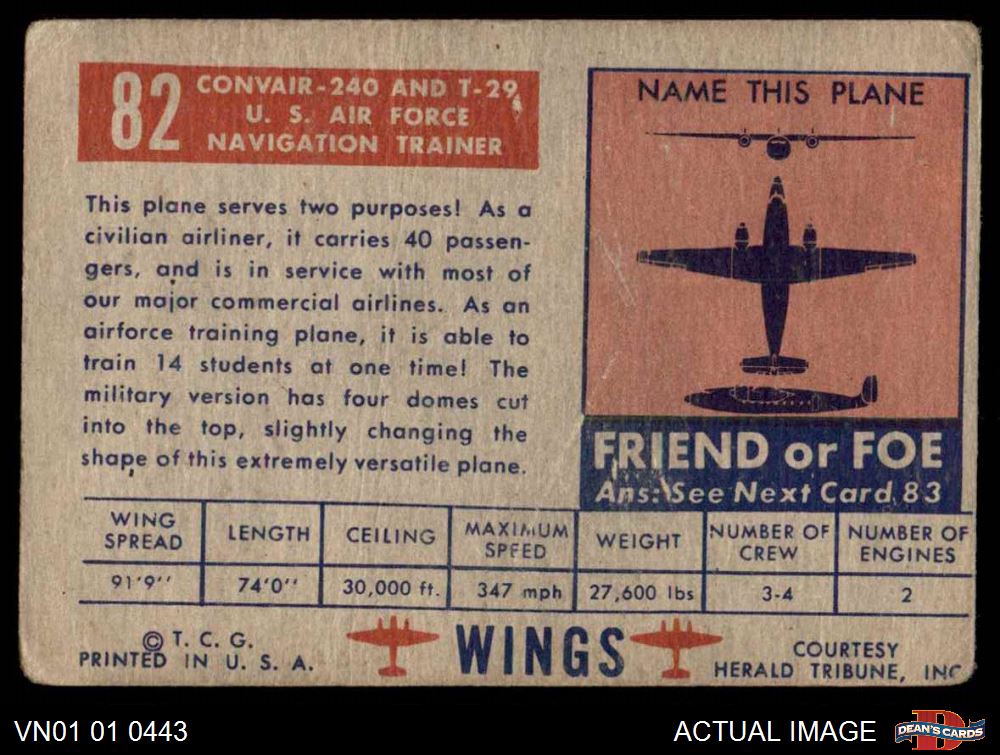 82
CONVAIR-240 AND T-29
U. S. AIR FORCE
NAVIGATION TRAINER
This plane serves two purposes! As a
civilian airliner, it carries 40 passen-
gers, and is in service with most of
our major commercial airlines. As an
airforce training plane, it is able to
train 14 students at one time! The
military version has four domes cut
into the top, slightly changing the
shape of this extremely versatile plane.
NAME THIS PLANE
FRIEND or FOE
Ans: See Next Card, 83
WING SPREAD LENGTH CEILING MAXIMUM SPEED WEIGHT NUMBER OF CREW NUMBER OF ENGINES
91'9'' 74'0'' 30,000 ft. 347 mph 27,600 lbs 3-4 2
© T. C. G.
PRINTED IN U. S. A.
WINGS
COURTESY
HERALD TRIBUNE, INC
VN01 01 0443
ACTUAL IMAGE
D
DEAN'S CARDS